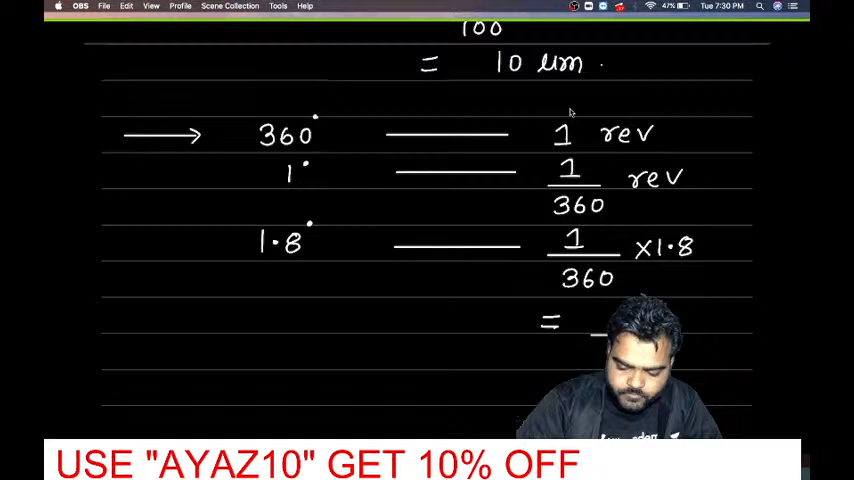 OBS File Edit View Profile Scene Collection Tools Help 47% Tue 7:30 PM
100
= 10 um .
360° 1 rev
1° 1/360 rev
1.8° 1/360 x1.8
=
USE "AYAZ10" GET 10% OFF